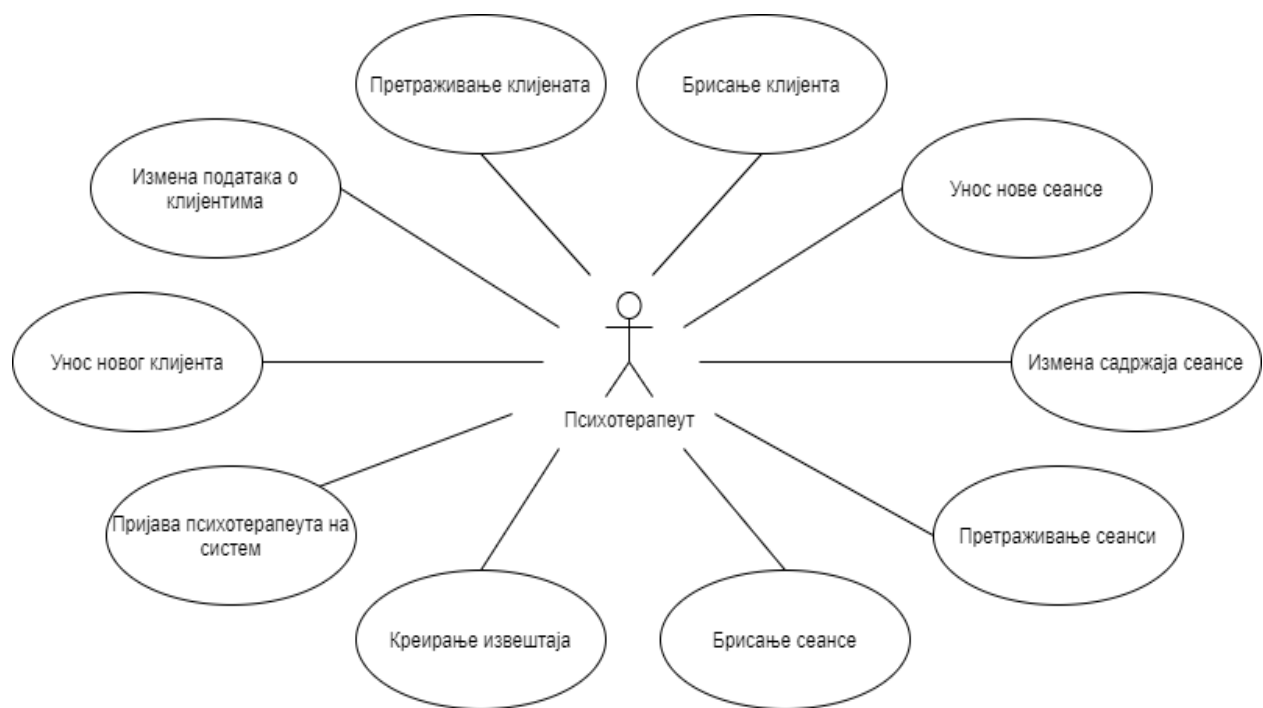 Претраживање клијената
Брисање клијента
Измена података о
клијентима
Унос нове сеансе
Унос новог клијента
Измена садржаја сеансе
Психотерапеут
Пријава психотерапеута на
систем
Претраживање сеанси
Креирање извештаја
Брисање сеансе